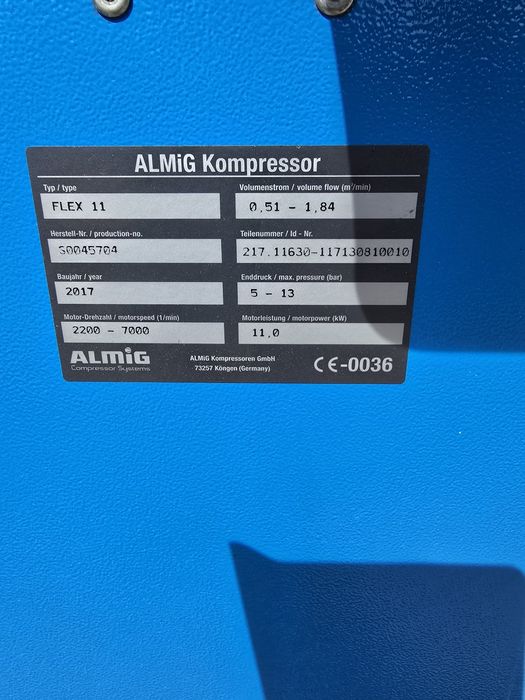 ALMiG Kompressor
Typ / type
FLEX 11
Volumenstrom / volume flow (m³/min)
0,51 - 1,84
Herstell-Nr. / production-no.
S0045704
Teilenummer / Id - Nr.
217.11630-117130810010
Baujahr / year
2017
Enddruck / max. pressure (bar)
5 - 13
Motor-Drehzahl / motorspeed (1/min)
2200 - 7000
Motorleistung / motorpower (kW)
11,0
ALMiG
Compressor Systems
ALMiG Kompressoren GmbH
73257 Köngen (Germany)
CE-0036